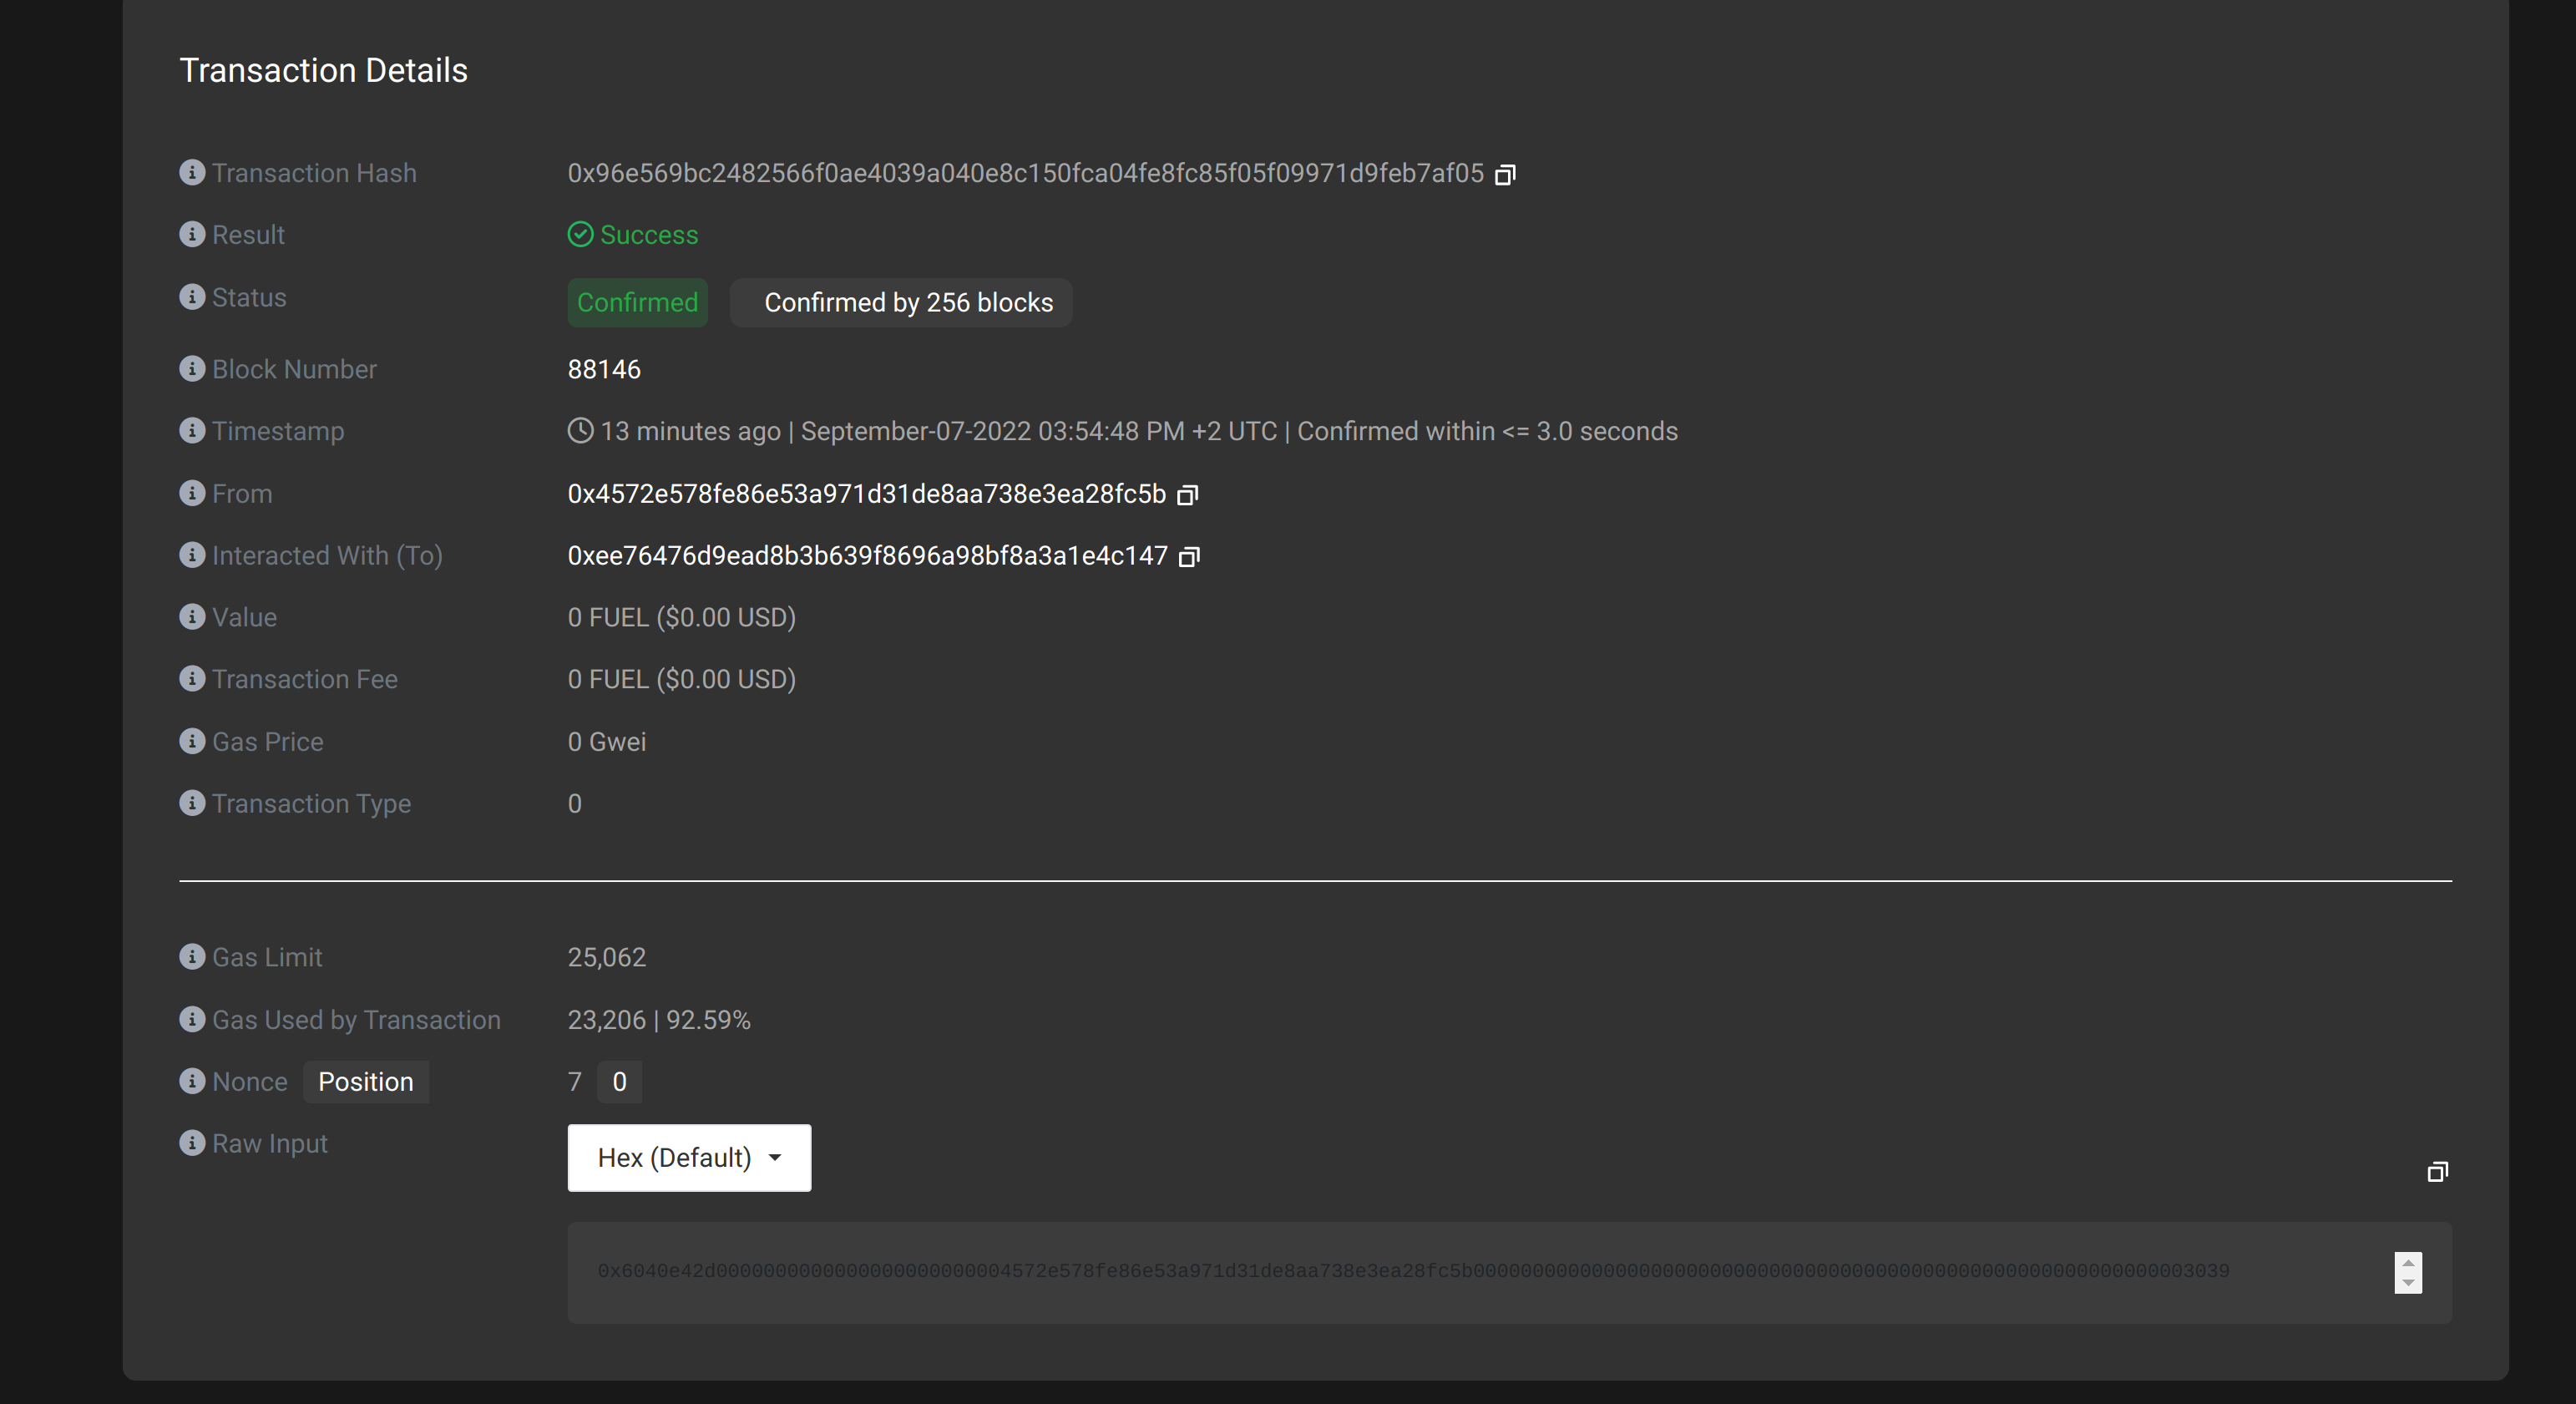 Transaction Details
Transaction Hash 0x96e569bc2482566f0ae4039a040e8c150fca04fe8fc85f05f09971d9feb7af05
Result Success
Status Confirmed Confirmed by 256 blocks
Block Number 88146
Timestamp 13 minutes ago | September-07-2022 03:54:48 PM +2 UTC | Confirmed within <= 3.0 seconds
From 0x4572e578fe86e53a971d31de8aa738e3ea28fc5b
Interacted With (To) 0xee76476d9ead8b3b639f8696a98bf8a3a1e4c147
Value 0 FUEL ($0.00 USD)
Transaction Fee 0 FUEL ($0.00 USD)
Gas Price 0 Gwei
Transaction Type 0
Gas Limit 25,062
Gas Used by Transaction 23,206 | 92.59%
Nonce Position 7 0
Raw Input Hex (Default)
0x6040e42d0000000000000000000000004572e578fe86e53a971d31de8aa738e3ea28fc5b0000000000000000000000000000000000000000000000000000000000003039